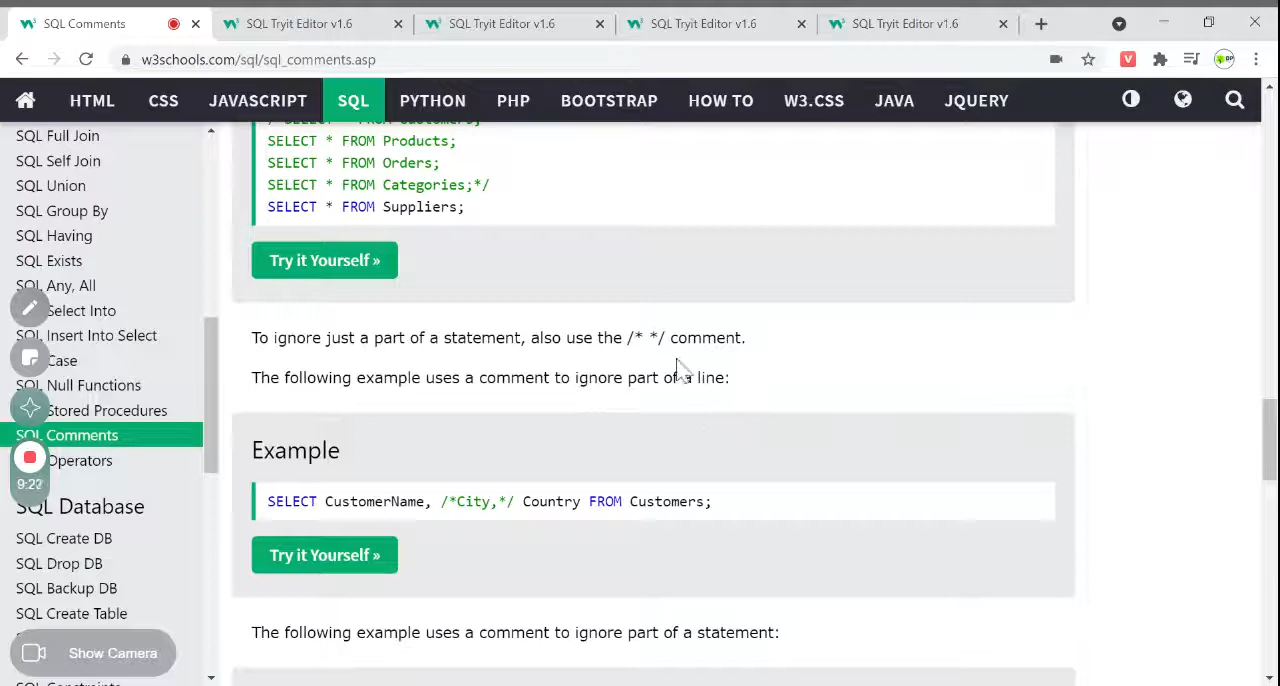 SQL Comments
SQL Tryit Editor v1.6
SQL Tryit Editor v1.6
SQL Tryit Editor v1.6
SQL Tryit Editor v1.6
w3schools.com/sql/sql_comments.asp
HTML CSS JAVASCRIPT SQL PYTHON PHP BOOTSTRAP HOW TO W3.CSS JAVA JQUERY
SQL Full Join
SQL Self Join
SQL Union
SQL Group By
SQL Having
SQL Exists
SQL Any, All
Select Into
SQL Insert Into Select
Case
SQL Null Functions
Stored Procedures
SQL Comments
Operators
9:27
SQL Database
SQL Create DB
SQL Drop DB
SQL Backup DB
SQL Create Table
Show Camera
SELECT * FROM Products;
SELECT * FROM Orders;
SELECT * FROM Categories;*/
SELECT * FROM Suppliers;
Try it Yourself »
To ignore just a part of a statement, also use the /* */ comment.
The following example uses a comment to ignore part of a line:
Example
SELECT CustomerName, /*City,*/ Country FROM Customers;
Try it Yourself »
The following example uses a comment to ignore part of a statement: